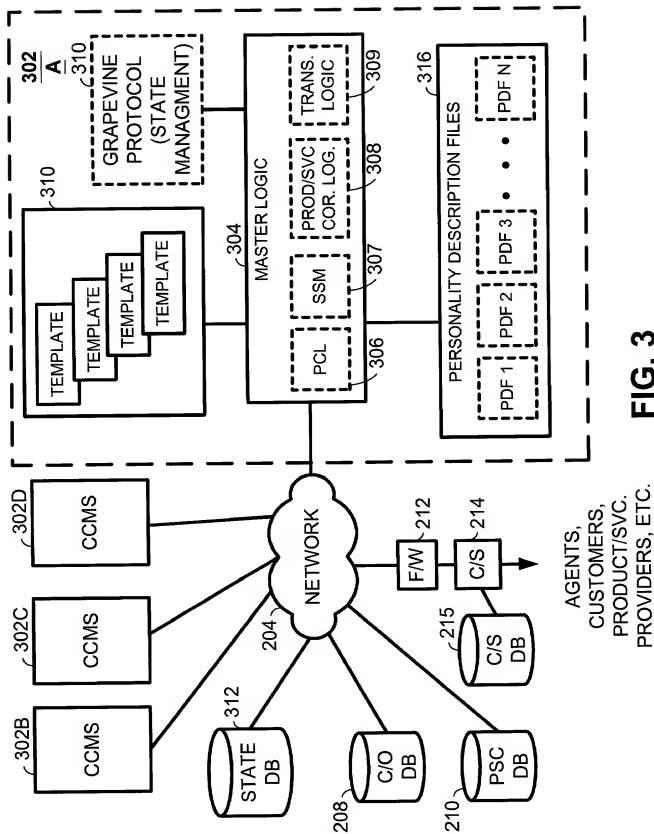 302
A
310
GRAPEVINE
PROTOCOL
(STATE
MANAGMENT)
310
TEMPLATE
TEMPLATE
TEMPLATE
TEMPLATE
304
MASTER LOGIC
PCL
306
SSM
307
PROD/SVC
COR. LOG.
308
TRANS.
LOGIC
309
PERSONALITY DESCRIPTION FILES
316
PDF 1
PDF 2
PDF 3
• • •
PDF N
302B
CCMS
302C
CCMS
302D
CCMS
204
NETWORK
STATE
DB
312
C/O
DB
208
PSC
DB
210
F/W
212
C/S
214
C/S
DB
215
AGENTS,
CUSTOMERS,
PRODUCT/SVC.
PROVIDERS, ETC.
FIG. 3